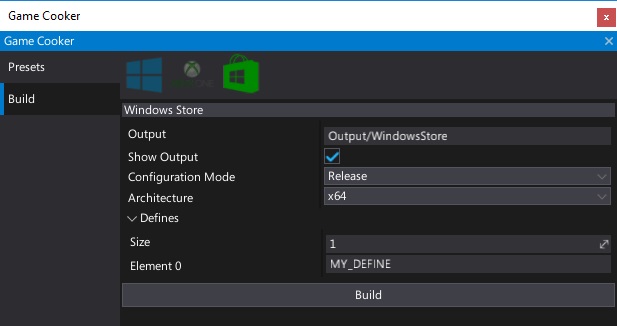 Game Cooker
Game Cooker
Presets
Build
Windows Store
Output Output/WindowsStore
Show Output
Configuration Mode Release
Architecture x64
Defines
Size 1
Element 0 MY_DEFINE
Build